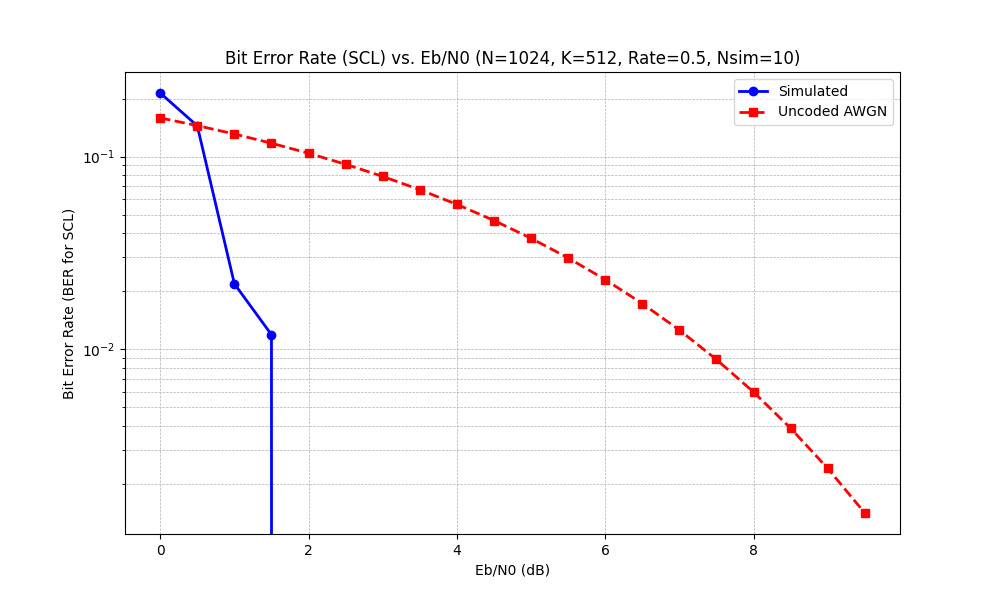 Bit Error Rate (SCL) vs. Eb/N0 (N=1024, K=512, Rate=0.5, Nsim=10)
Simulated
Uncoded AWGN
Bit Error Rate (BER for SCL)
10⁻¹
10⁻²
0 2 4 6 8
Eb/N0 (dB)